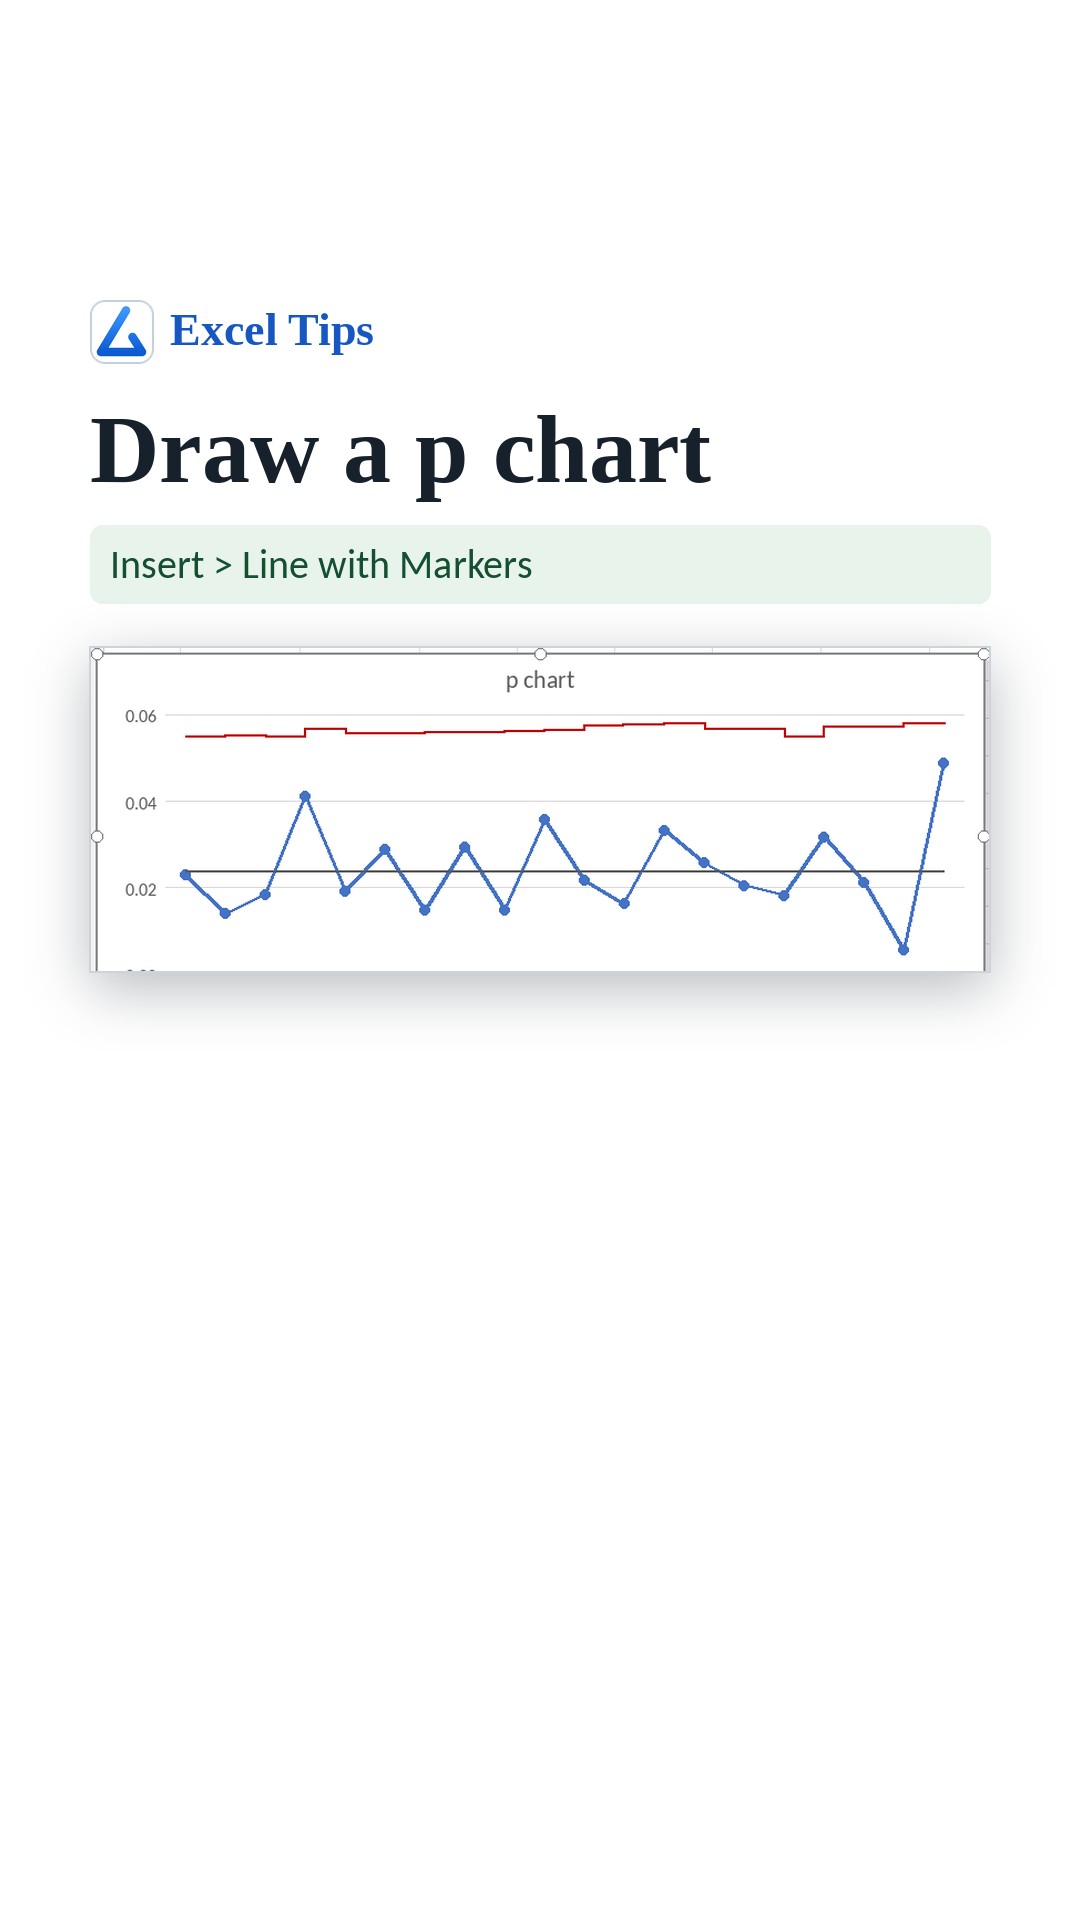 Excel Tips
Draw a p chart
Insert > Line with Markers
p chart
0.06
0.04
0.02